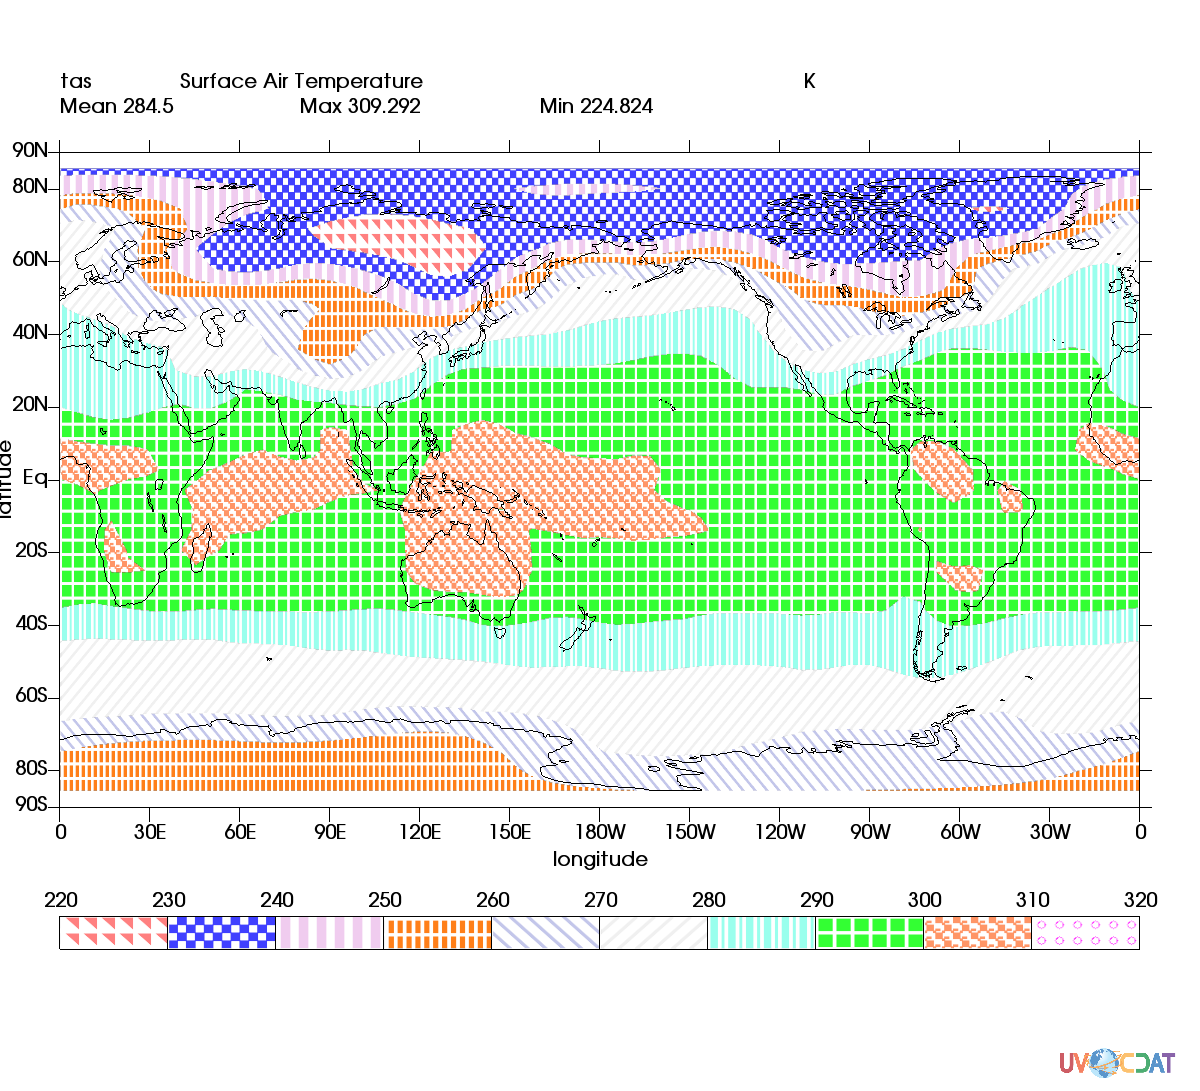 tas Surface Air Temperature K
Mean 284.5 Max 309.292 Min 224.824
90N
80N
60N
40N
20N
Eq
20S
40S
60S
80S
90S
latitude
0 30E 60E 90E 120E 150E 180W 150W 120W 90W 60W 30W 0
longitude
220 230 240 250 260 270 280 290 300 310 320
UVCDAT